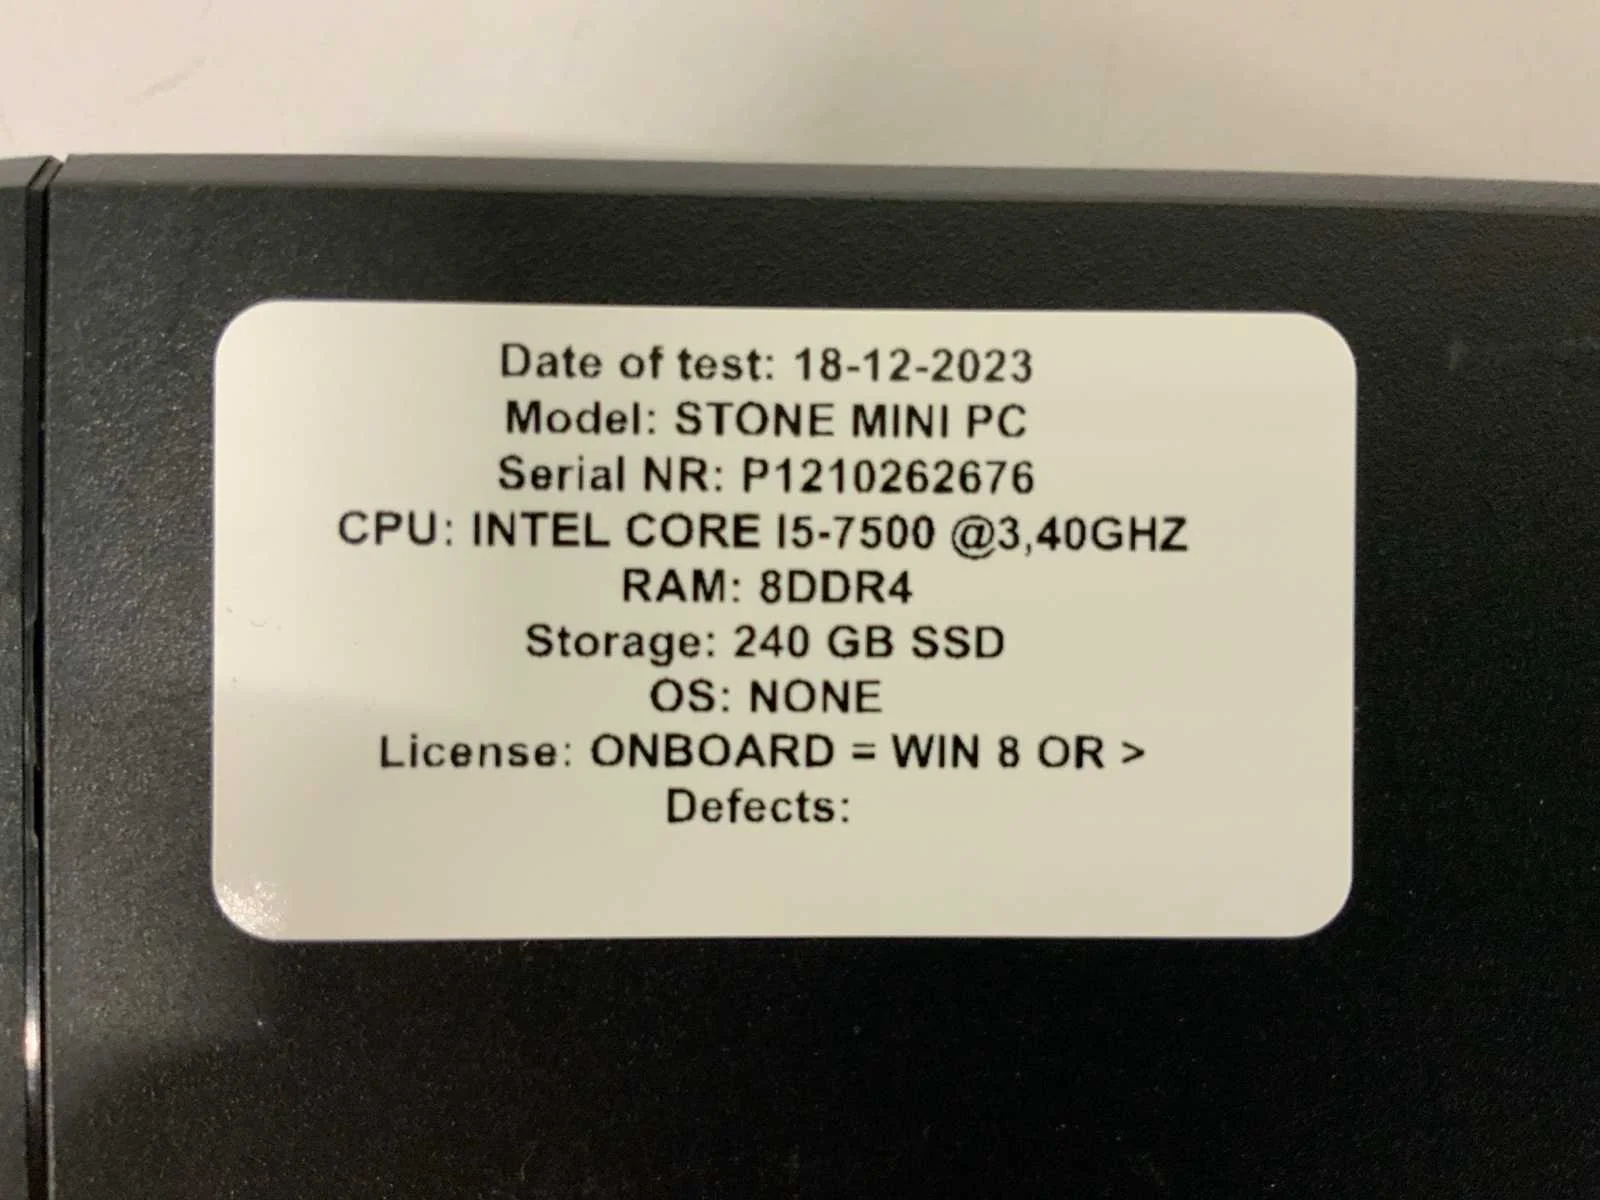 Date of test: 18-12-2023
Model: STONE MINI PC
Serial NR: P1210262676
CPU: INTEL CORE I5-7500 @3,40GHZ
RAM: 8DDR4
Storage: 240 GB SSD
OS: NONE
License: ONBOARD = WIN 8 OR >
Defects: